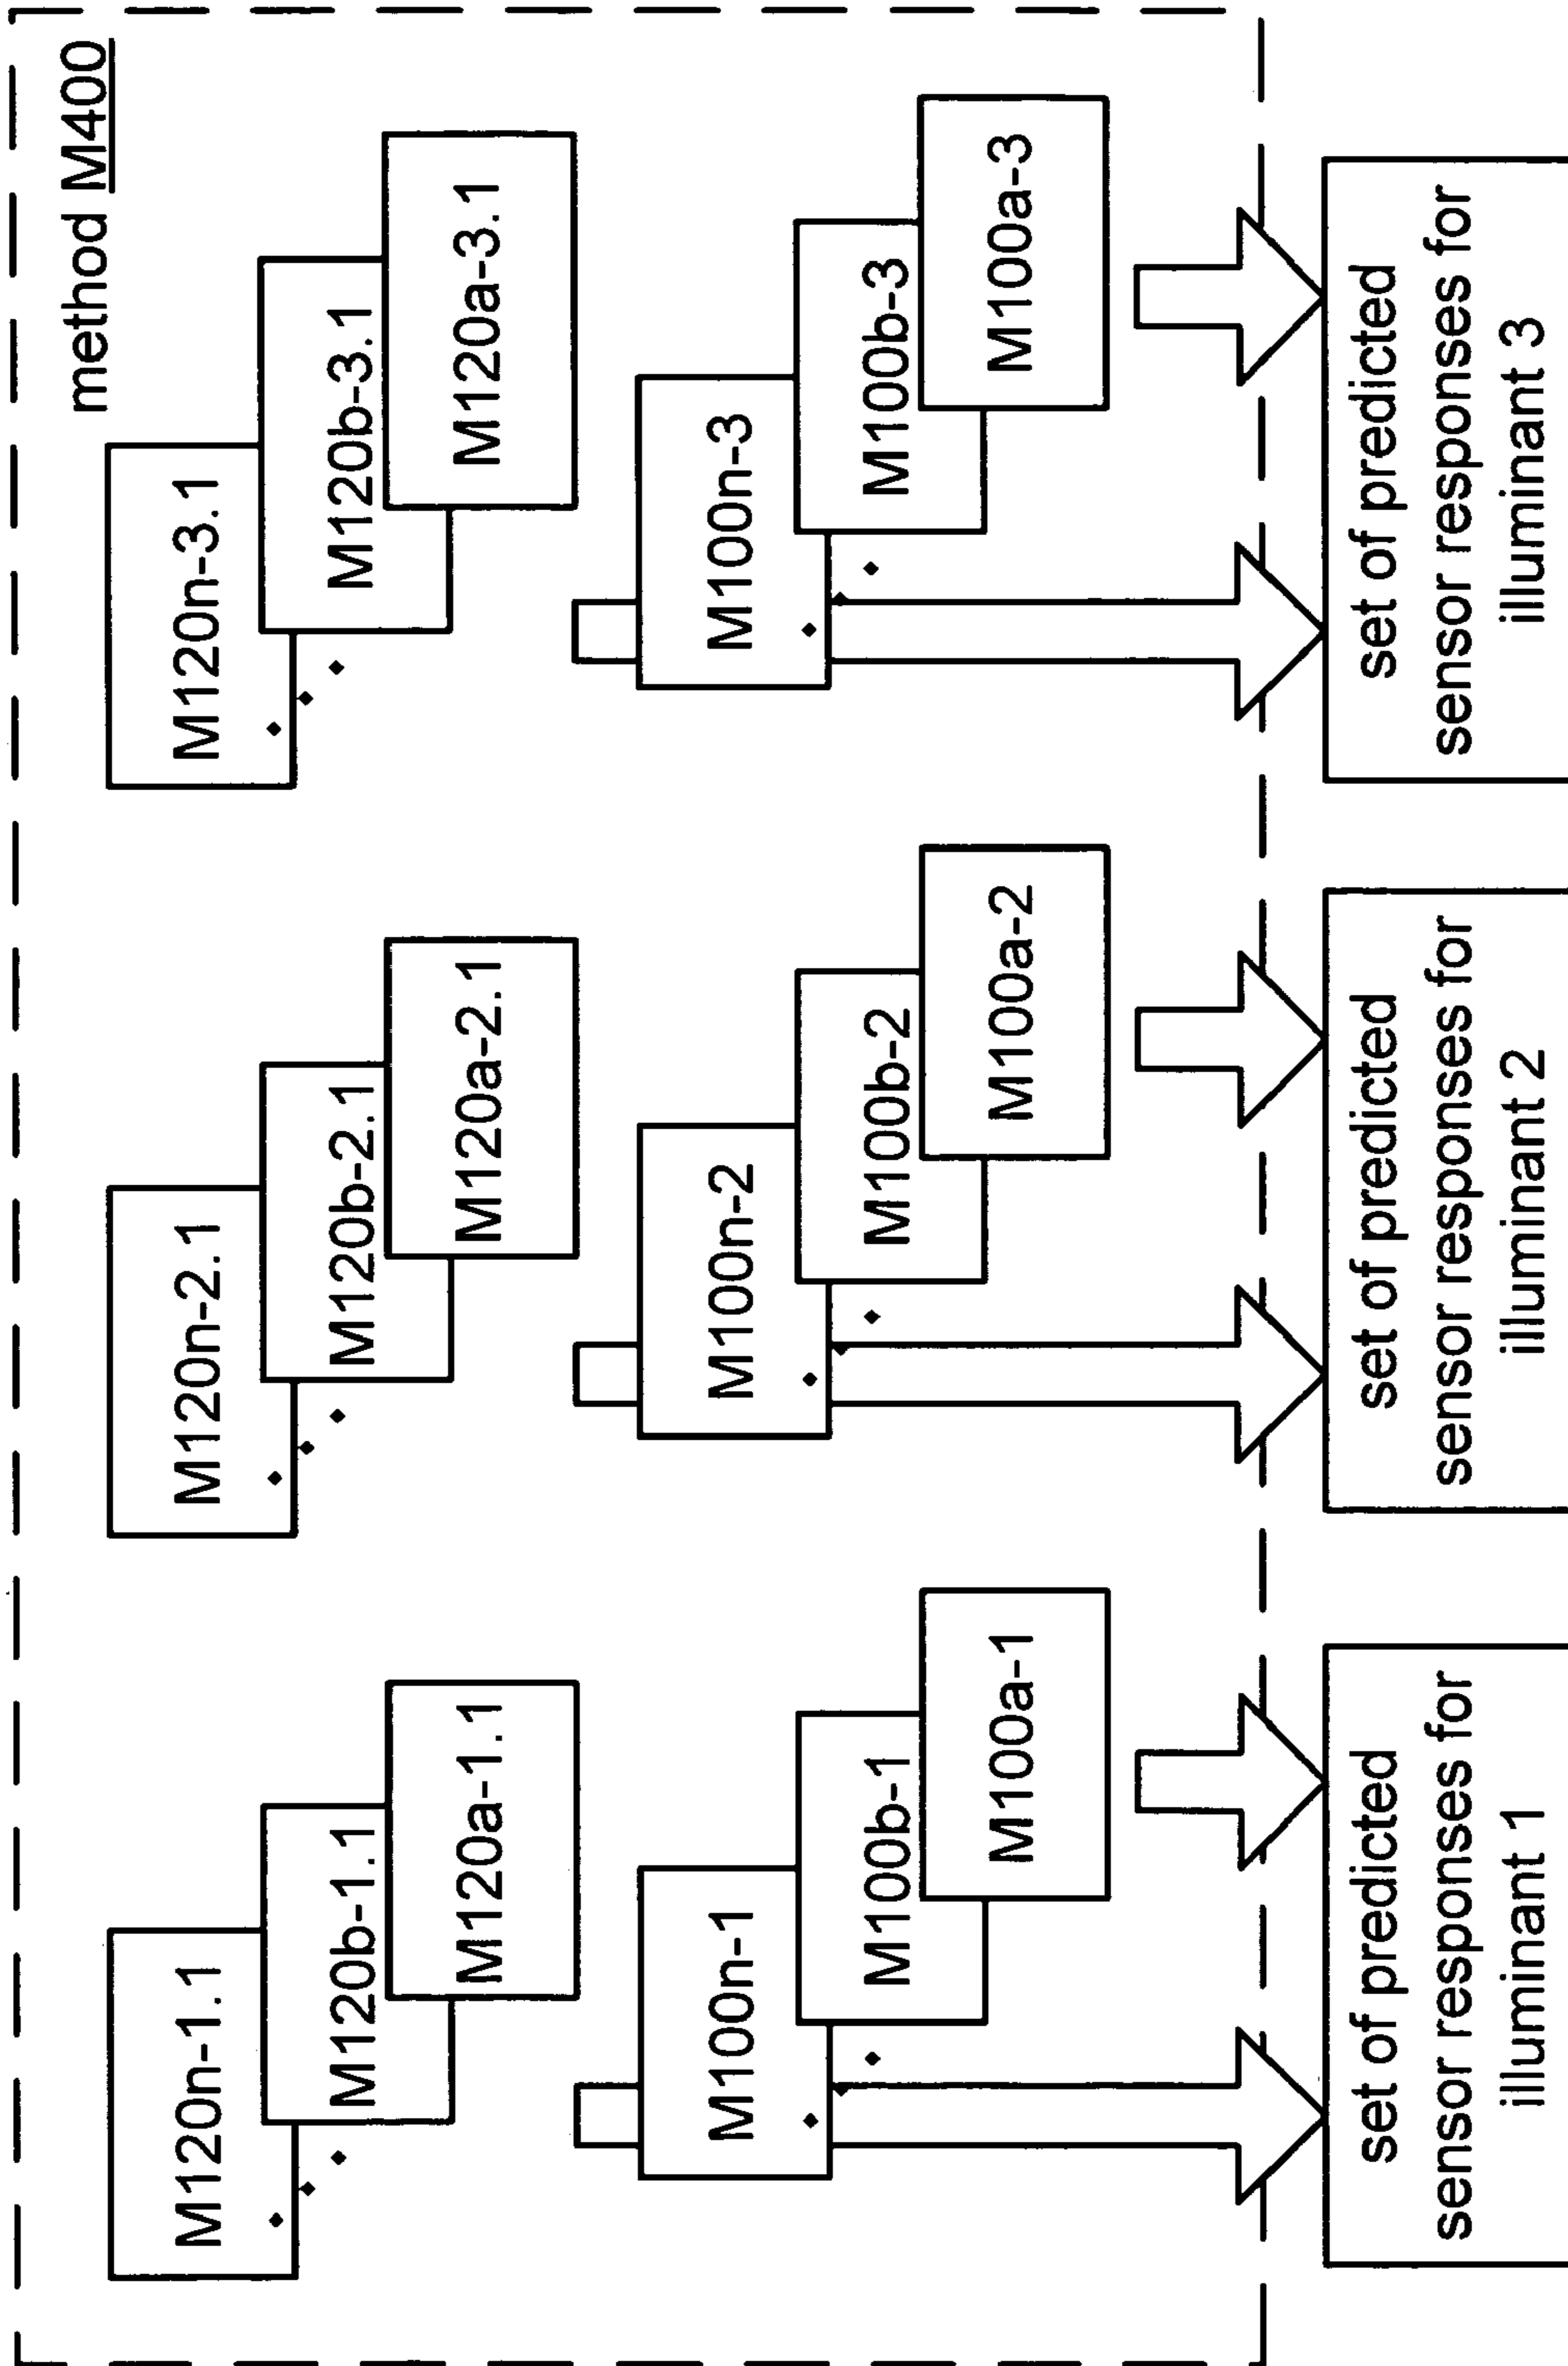 method M400
M120n-1.1
M120b-1.1
M120a-1.1
M120n-2.1
M120b-2.1
M120a-2.1
M120n-3.1
M120b-3.1
M120a-3.1
M100n-1
M100b-1
M100a-1
M100n-2
M100b-2
M100a-2
M100n-3
M100b-3
M100a-3
set of predicted
sensor responses for
illuminant 1
set of predicted
sensor responses for
illuminant 2
set of predicted
sensor responses for
illuminant 3